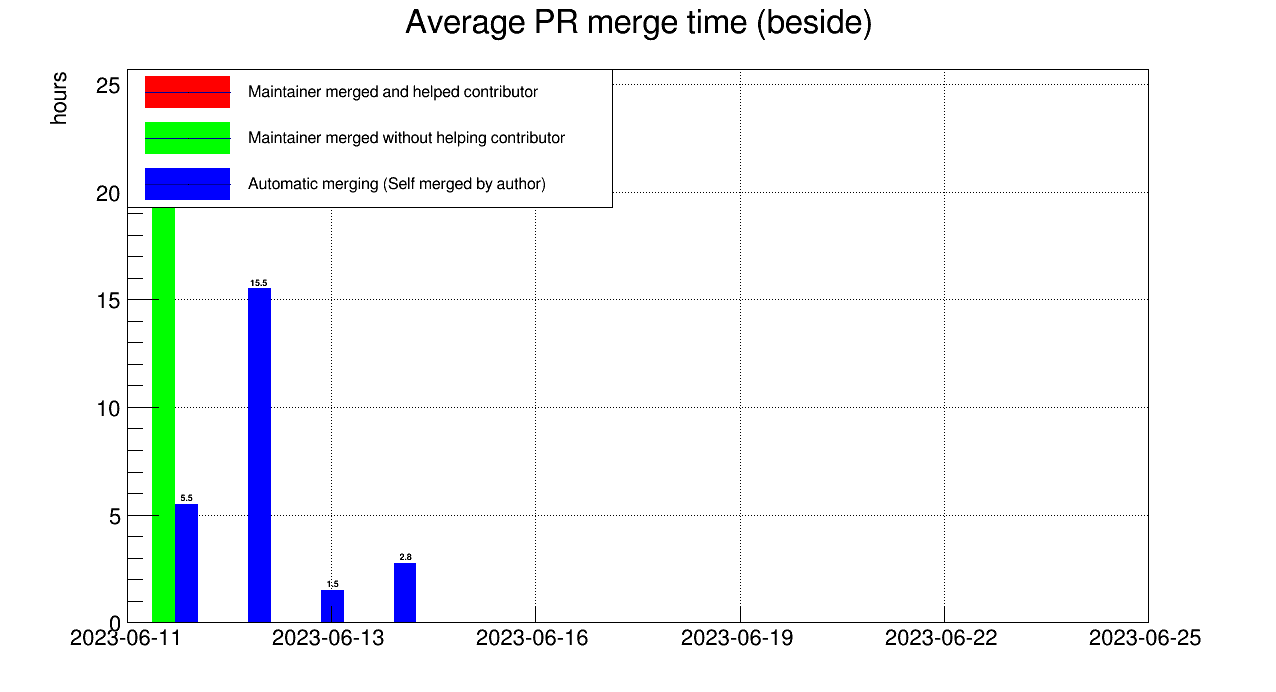 Average PR merge time (beside)
hours
25
20
15
10
5
0
Maintainer merged and helped contributor
Maintainer merged without helping contributor
Automatic merging (Self merged by author)
15.5
5.5
2.8
1.5
2023-06-11 2023-06-13 2023-06-16 2023-06-19 2023-06-22 2023-06-25